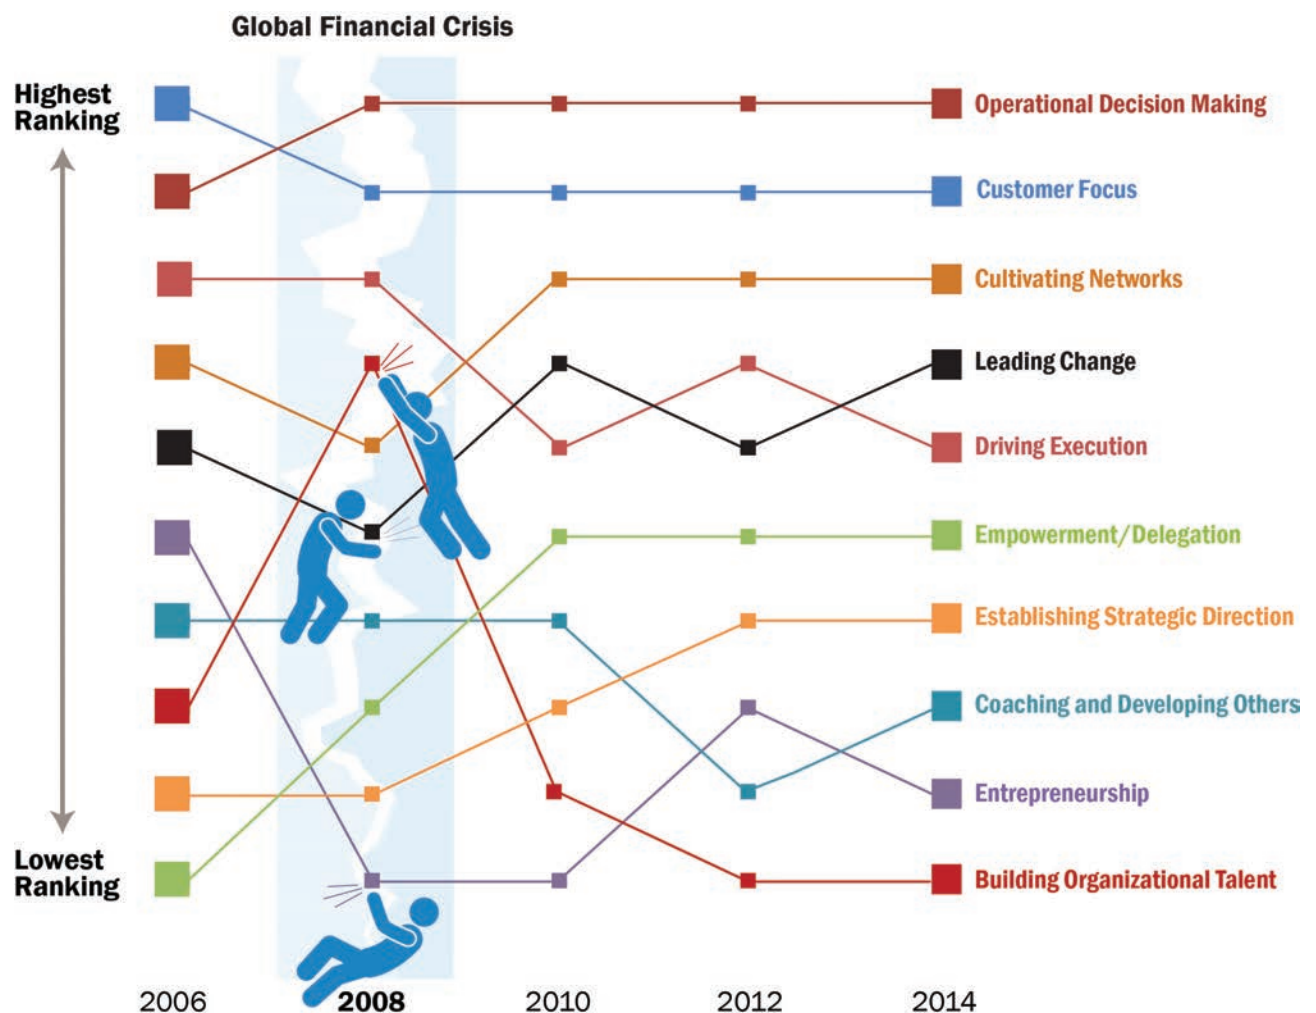 Global Financial Crisis
Highest
Ranking
Operational Decision Making
Customer Focus
Cultivating Networks
Leading Change
Driving Execution
Empowerment/Delegation
Establishing Strategic Direction
Coaching and Developing Others
Entrepreneurship
Lowest
Ranking
Building Organizational Talent
2006 2008 2010 2012 2014